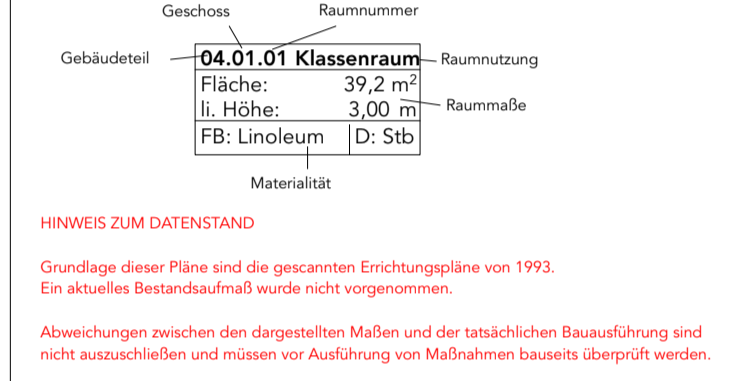 Geschoss Raumnummer
Gebäudeteil 04.01.01 Klassenraum Raumnutzung
Fläche: 39,2 m²
li. Höhe: 3,00 m Raummaße
FB: Linoleum D: Stb
Materialität
HINWEIS ZUM DATENSTAND
Grundlage dieser Pläne sind die gescannten Errichtungspläne von 1993.
Ein aktuelles Bestandsaufmaß wurde nicht vorgenommen.
Abweichungen zwischen den dargestellten Maßen und der tatsächlichen Bauausführung sind
nicht auszuschließen und müssen vor Ausführung von Maßnahmen bauseits überprüft werden.